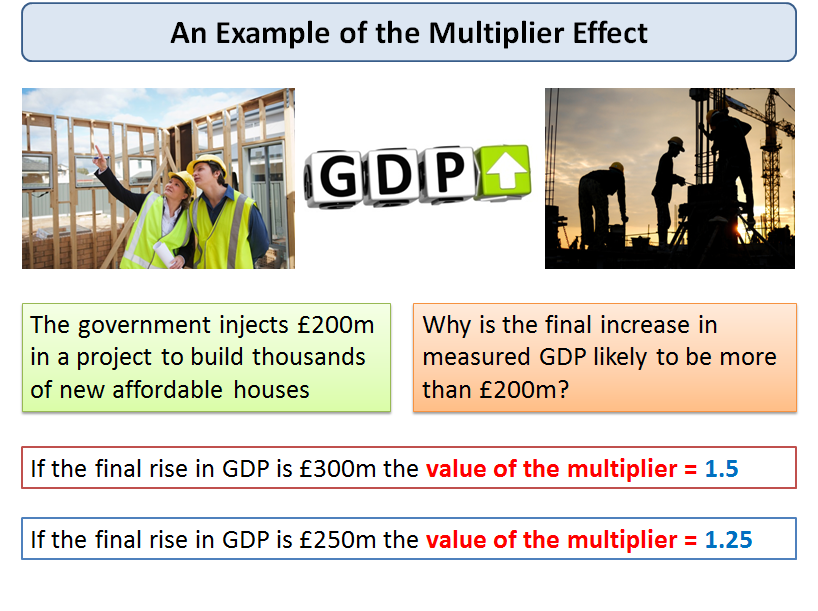 An Example of the Multiplier Effect
GDP
The government injects £200m
in a project to build thousands
of new affordable houses
Why is the final increase in
measured GDP likely to be more
than £200m?
If the final rise in GDP is £300m the value of the multiplier = 1.5
If the final rise in GDP is £250m the value of the multiplier = 1.25